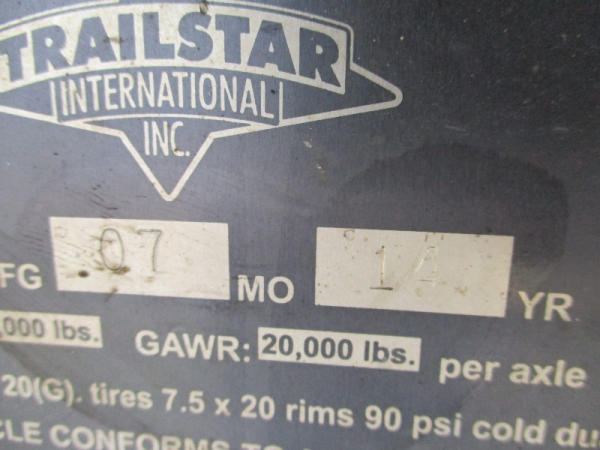 TRAILSTAR
INTERNATIONAL
INC.
FG 07 MO 14 YR
,000 lbs. GAWR: 20,000 lbs. per axle
20(G). tires 7.5 x 20 rims 90 psi cold du
CLE CONFORMS TO